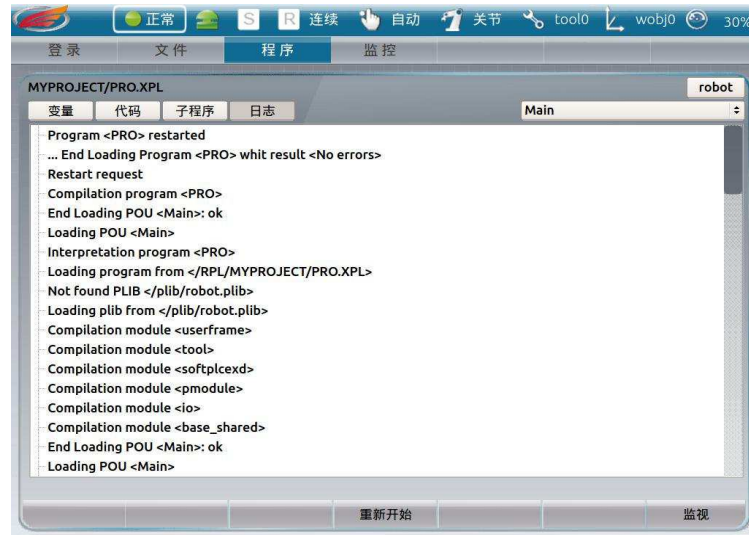 正常 S R 连续 自动 关节 tool0 wobj0 30%
登录 文件 程序 监控
MYPROJECT/PRO.XPL robot
变量 代码 子程序 日志 Main
Program <PRO> restarted
... End Loading Program <PRO> whit result <No errors>
Restart request
Compilation program <PRO>
End Loading POU <Main>: ok
Loading POU <Main>
Interpretation program <PRO>
Loading program from </RPL/MYPROJECT/PRO.XPL>
Not found PLIB </plib/robot.plib>
Loading plib from </plib/robot.plib>
Compilation module <userframe>
Compilation module <tool>
Compilation module <softplcexd>
Compilation module <pmodule>
Compilation module <io>
Compilation module <base_shared>
End Loading POU <Main>: ok
Loading POU <Main>
重新开始 监视